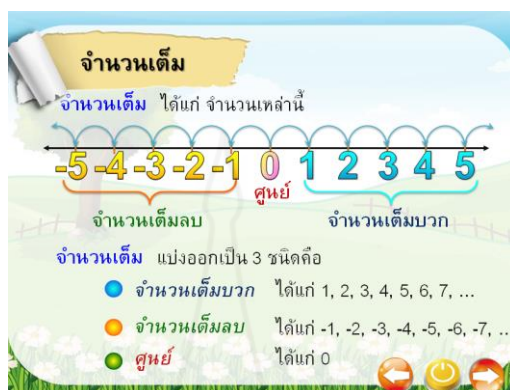 จำนวนเต็ม
จำนวนเต็ม ได้แก่ จำนวนเหล่านี้
-5 -4 -3 -2 -1 0 1 2 3 4 5
ศูนย์
จำนวนเต็มลบ จำนวนเต็มบวก
จำนวนเต็ม แบ่งออกเป็น 3 ชนิดคือ
จำนวนเต็มบวก ได้แก่ 1, 2, 3, 4, 5, 6, 7, ...
จำนวนเต็มลบ ได้แก่ -1, -2, -3, -4, -5, -6, -7, ..
ศูนย์ ได้แก่ 0